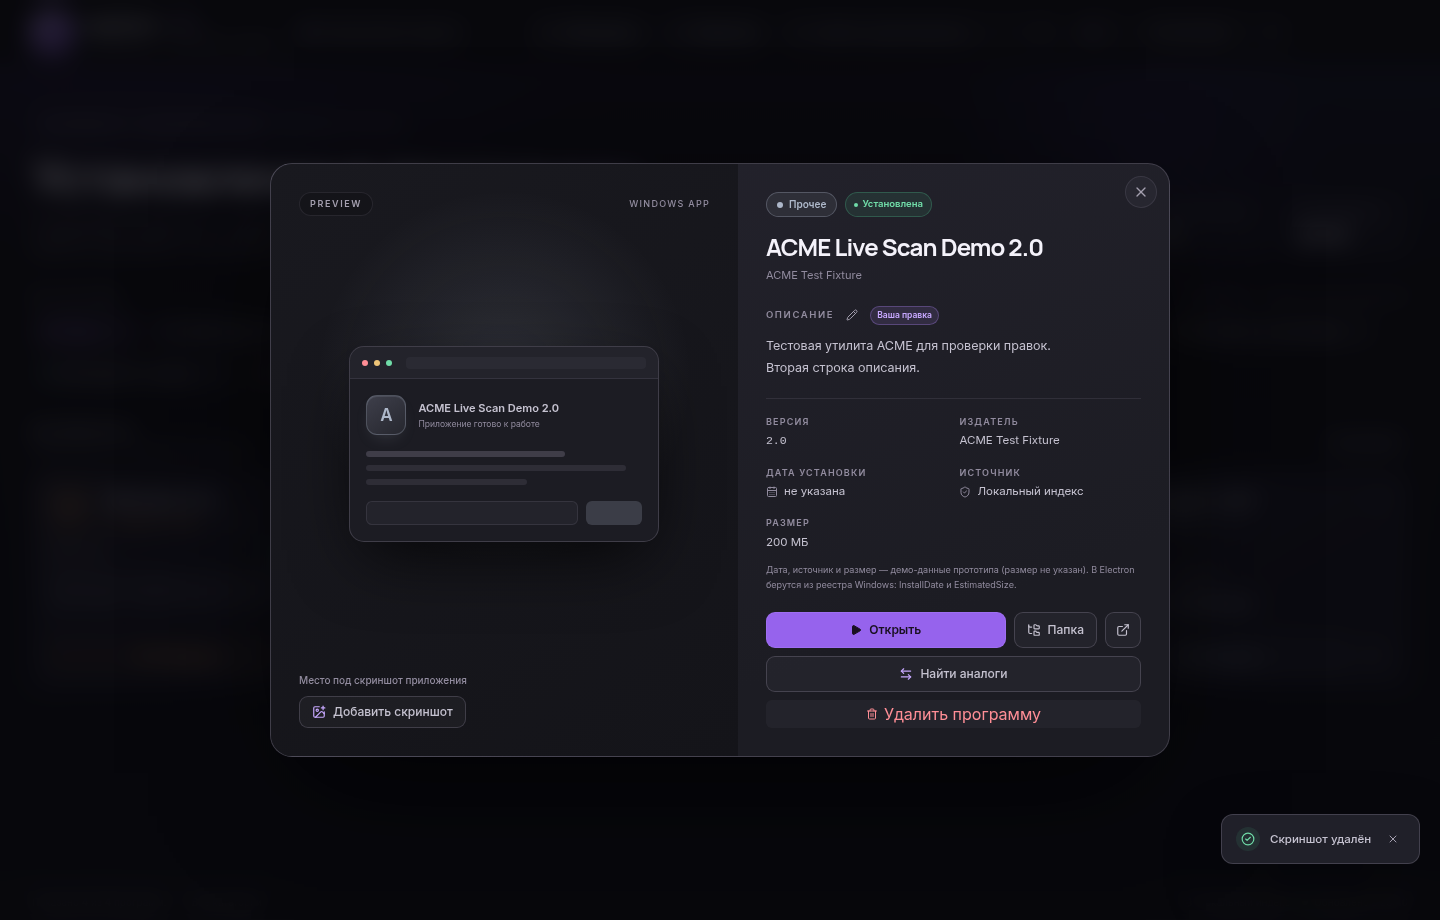 PREVIEW
WINDOWS APP
A
ACME Live Scan Demo 2.0
Приложение готово к работе
Место под скриншот приложения
Добавить скриншот
Прочее
Установлена
ACME Live Scan Demo 2.0
ACME Test Fixture
ОПИСАНИЕ
Ваша правка
Тестовая утилита ACME для проверки правок.
Вторая строка описания.
ВЕРСИЯ
2.0
ИЗДАТЕЛЬ
ACME Test Fixture
ДАТА УСТАНОВКИ
не указана
ИСТОЧНИК
Локальный индекс
РАЗМЕР
200 МБ
Дата, источник и размер — демо-данные прототипа (размер не указан). В Electron
берутся из реестра Windows: InstallDate и EstimatedSize.
Открыть
Папка
Найти аналоги
Удалить программу
Скриншот удалён